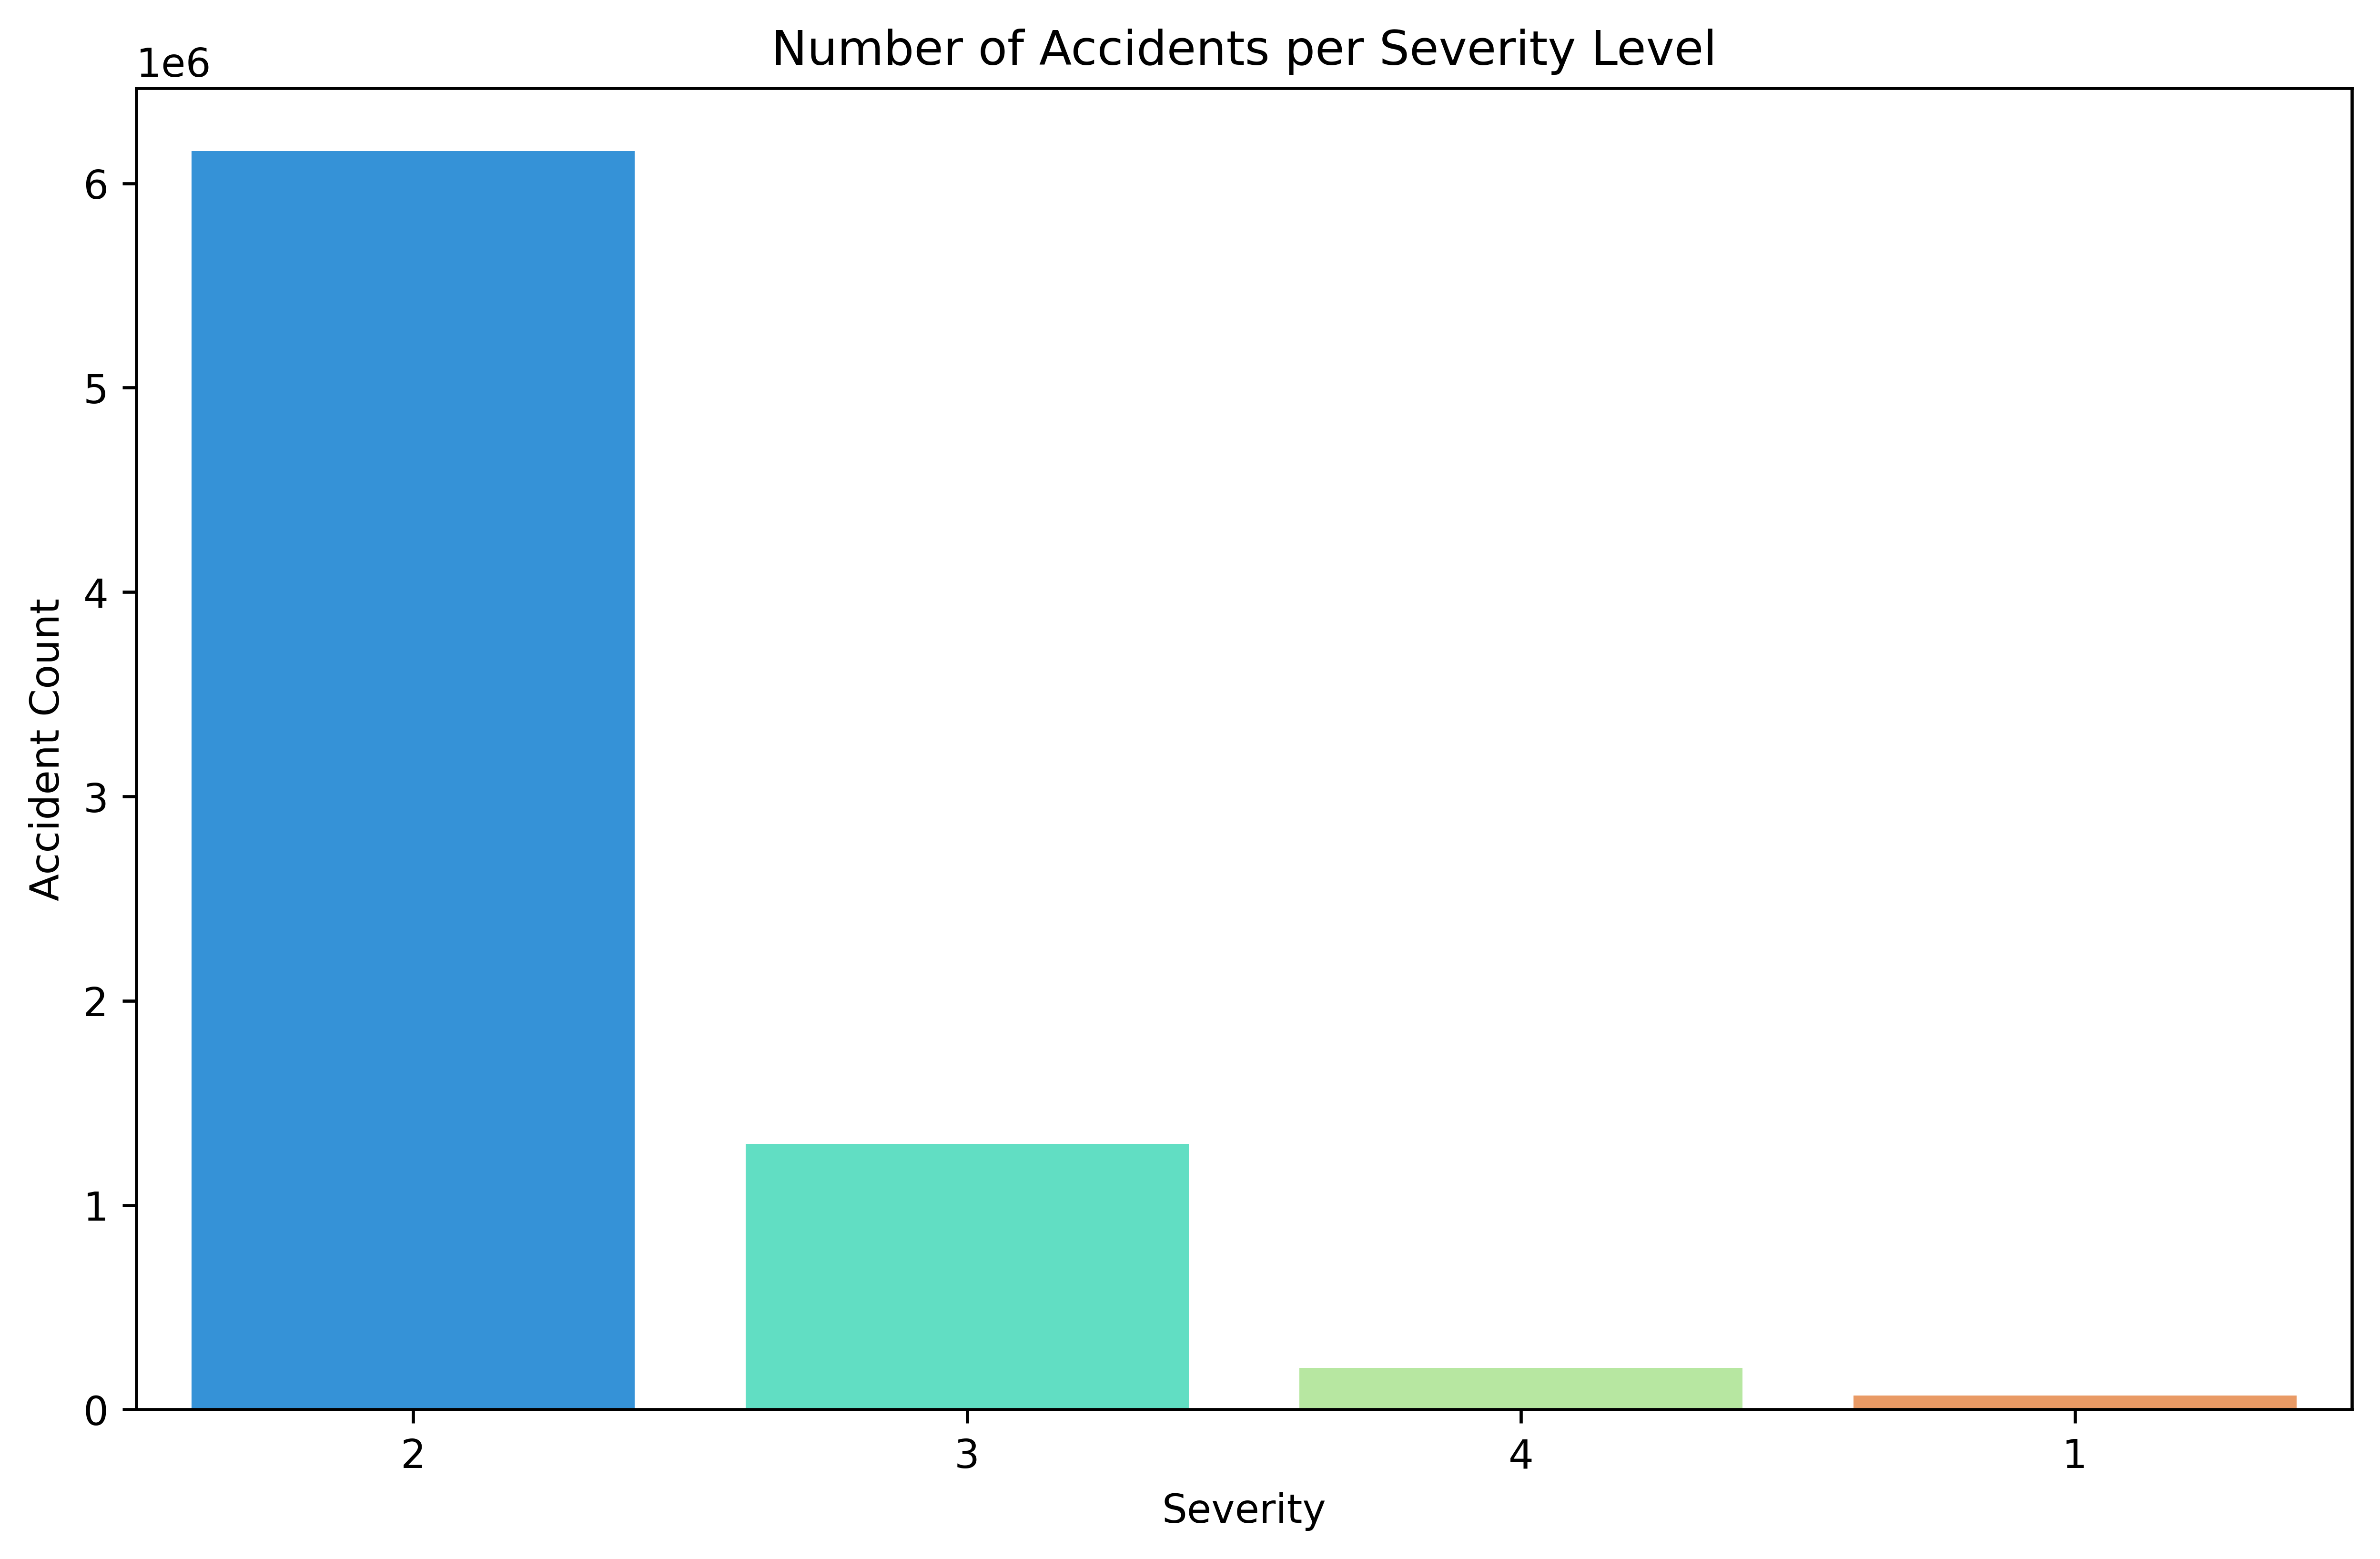 Number of Accidents per Severity Level
1e6
6
5
4
3
2
1
0
Accident Count
2 3 4 1
Severity